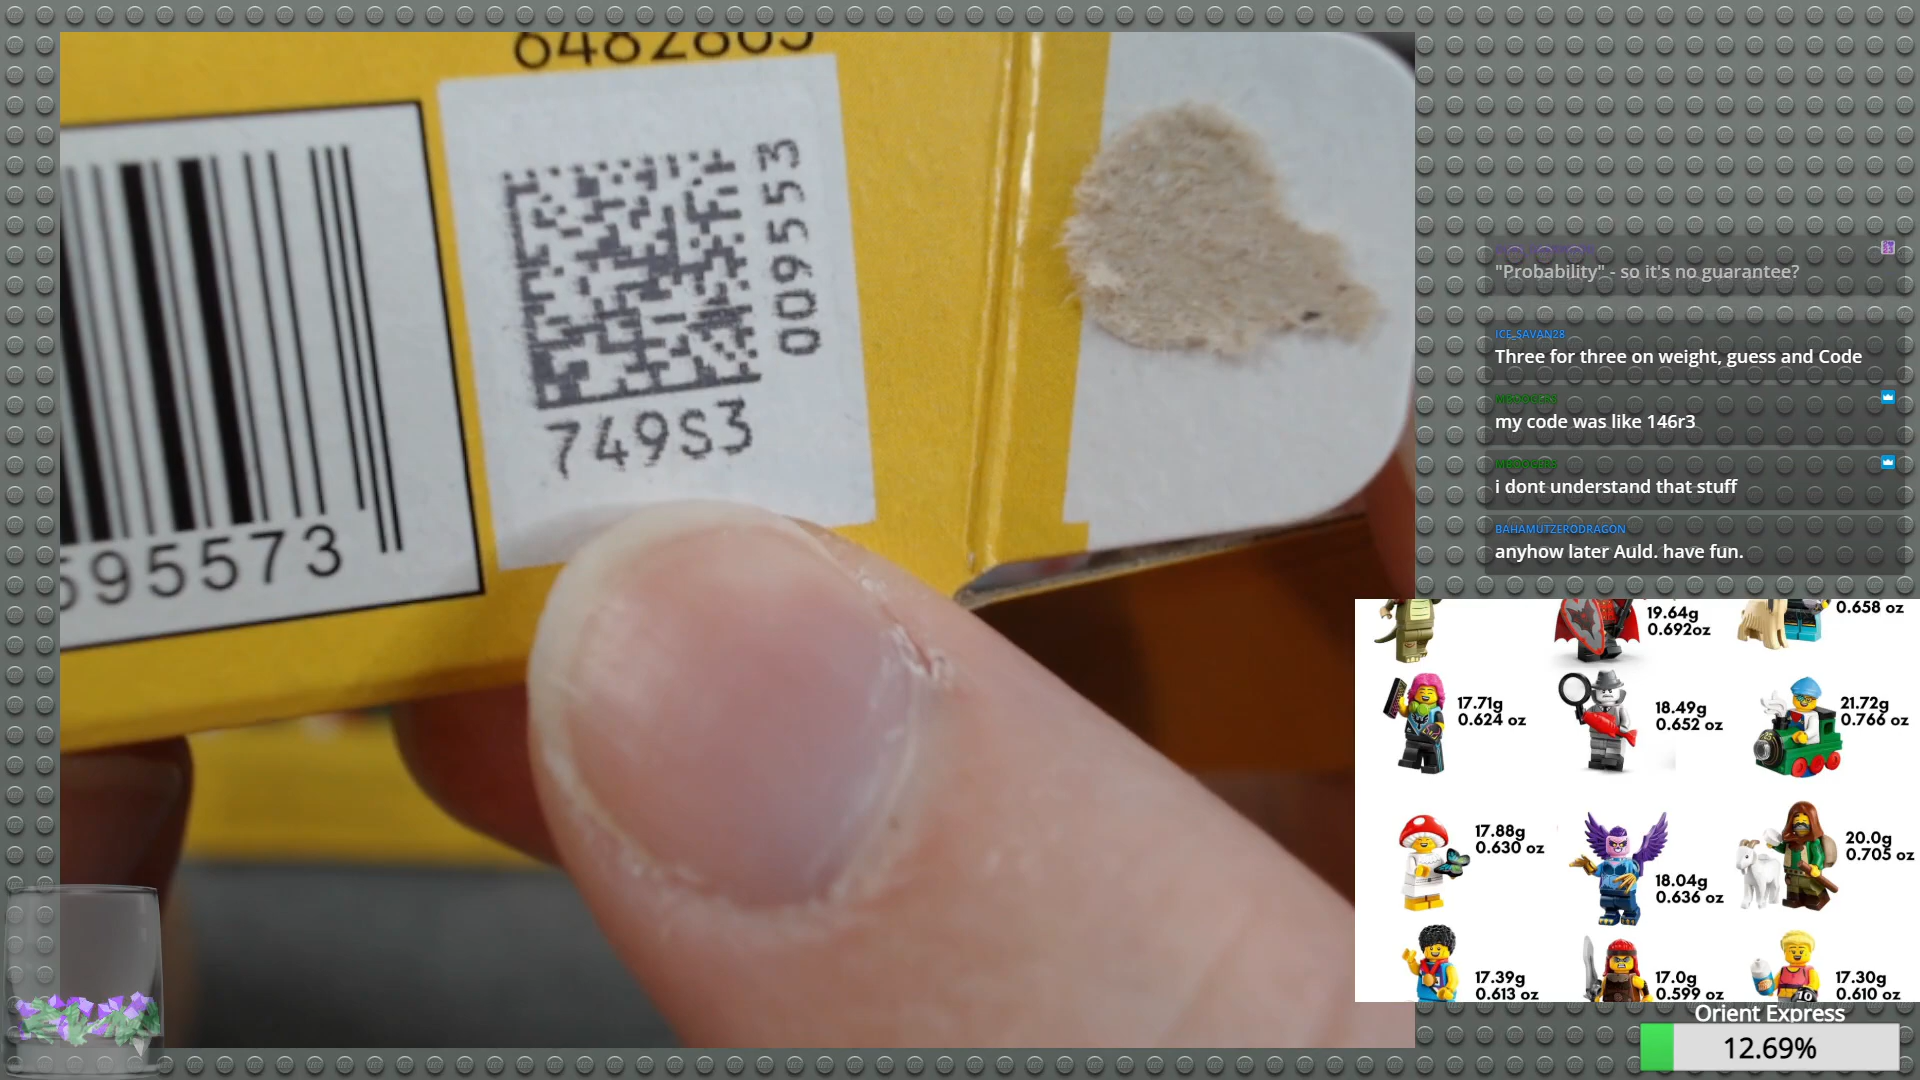 6482865
009553
749S3
595573
"Probability" - so it's no guarantee?
ICE_SAVAN28
Three for three on weight, guess and Code
my code was like 146r3
i dont understand that stuff
BAHAMUTZERODRAGON
anyhow later Auld. have fun.
19.64g
0.692oz
0.658 oz
17.71g
0.624 oz
18.49g
0.652 oz
21.72g
0.766 oz
17.88g
0.630 oz
18.04g
0.636 oz
20.0g
0.705 oz
17.39g
0.613 oz
17.0g
0.599 oz
17.30g
0.610 oz
10
Orient Express
12.69%